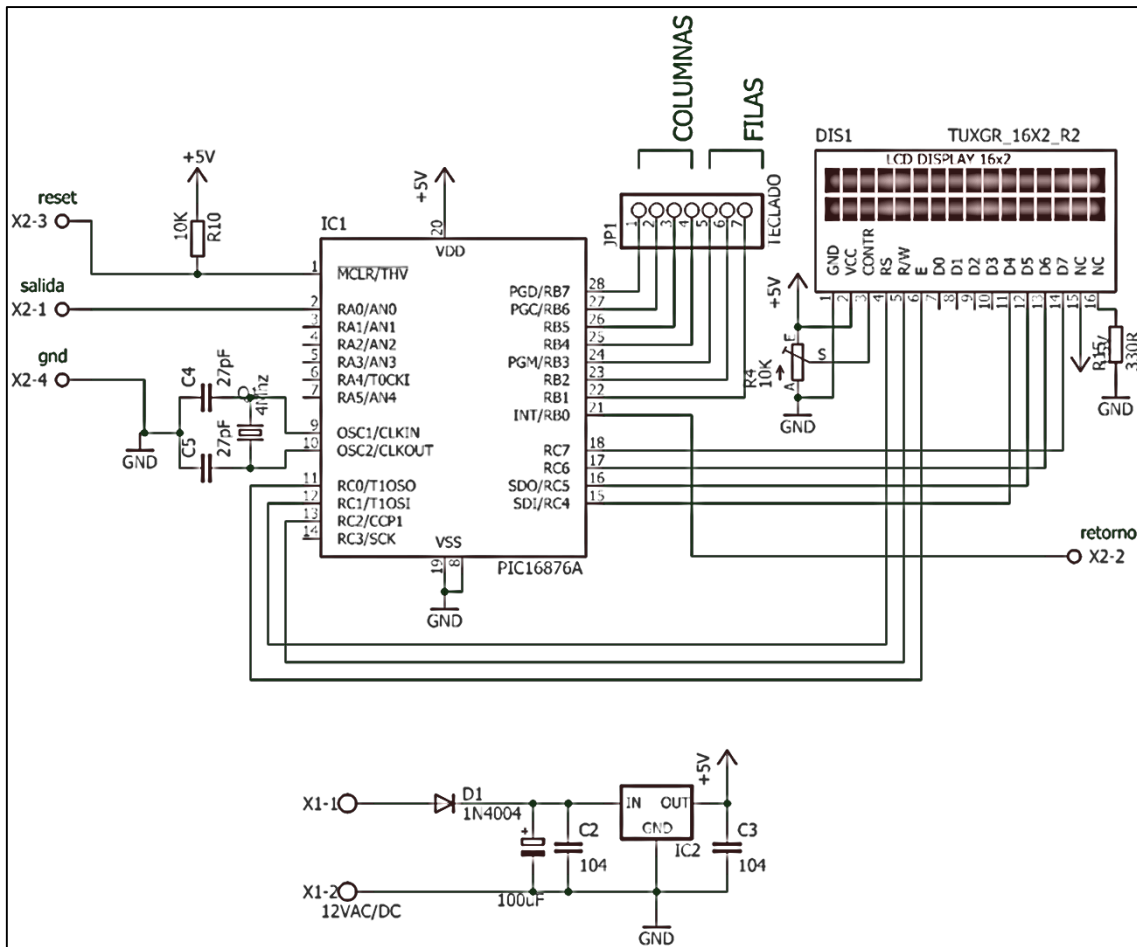 COLUMNAS
FILAS
DIS1
TUXGR_16X2_R2
LCD DISPLAY 16x2
GND
VCC
CONTR
RS
R/W
E
D0
D1
D2
D3
D4
D5
D6
D7
NC
NC
1
2
3
4
5
6
7
8
9
10
11
12
13
14
15
16
+5V
10K
R10
reset
X2-3
salida
X2-1
gnd
X2-4
C4
27pF
C5
27pF
GND
IC1
+5V
20
VDD
1 MCLR/THV
2 RA0/AN0
3 RA1/AN1
4 RA2/AN2
5 RA3/AN3
6 RA4/T0CKI
7 RA5/AN4
9 OSC1/CLKIN
10 OSC2/CLKOUT
11 RC0/T1OSO
12 RC1/T1OSI
13 RC2/CCP1
14 RC3/SCK
PGD/RB7 28
PGC/RB6 27
RB5 26
RB4 25
PGM/RB3 24
RB2 23
RB1 22
INT/RB0 21
RC7 18
RC6 17
SDO/RC5 16
SDI/RC4 15
VSS
19
8
PIC16876A
GND
JP1
1
2
3
4
5
6
7
TECLADO
+5V
R4
10K
E
S
A
GND
330R
GND
retorno
X2-2
X1-1
D1
1N4004
+
100uF
C2
104
IN
OUT
GND
IC2
+5V
C3
104
X1-2
12VAC/DC
GND